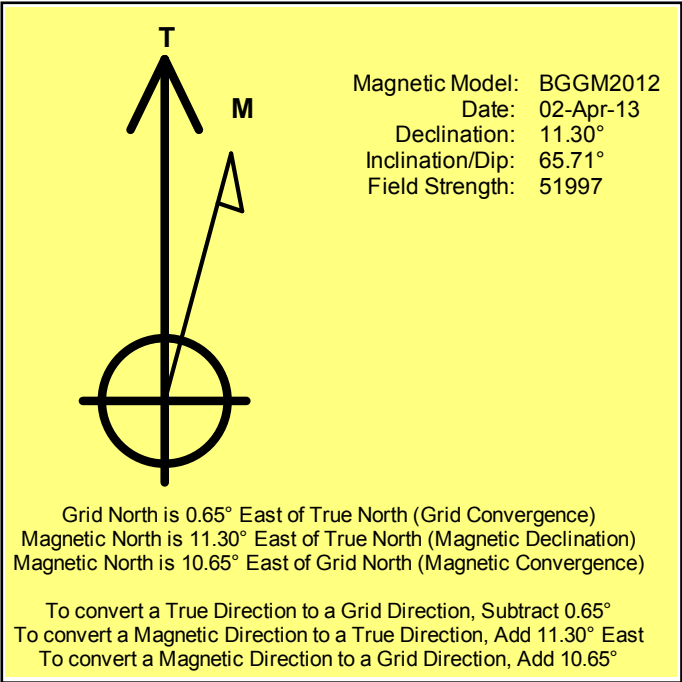 T
M
Magnetic Model: BGGM2012
Date: 02-Apr-13
Declination: 11.30°
Inclination/Dip: 65.71°
Field Strength: 51997
Grid North is 0.65° East of True North (Grid Convergence)
Magnetic North is 11.30° East of True North (Magnetic Declination)
Magnetic North is 10.65° East of Grid North (Magnetic Convergence)
To convert a True Direction to a Grid Direction, Subtract 0.65°
To convert a Magnetic Direction to a True Direction, Add 11.30° East
To convert a Magnetic Direction to a Grid Direction, Add 10.65°